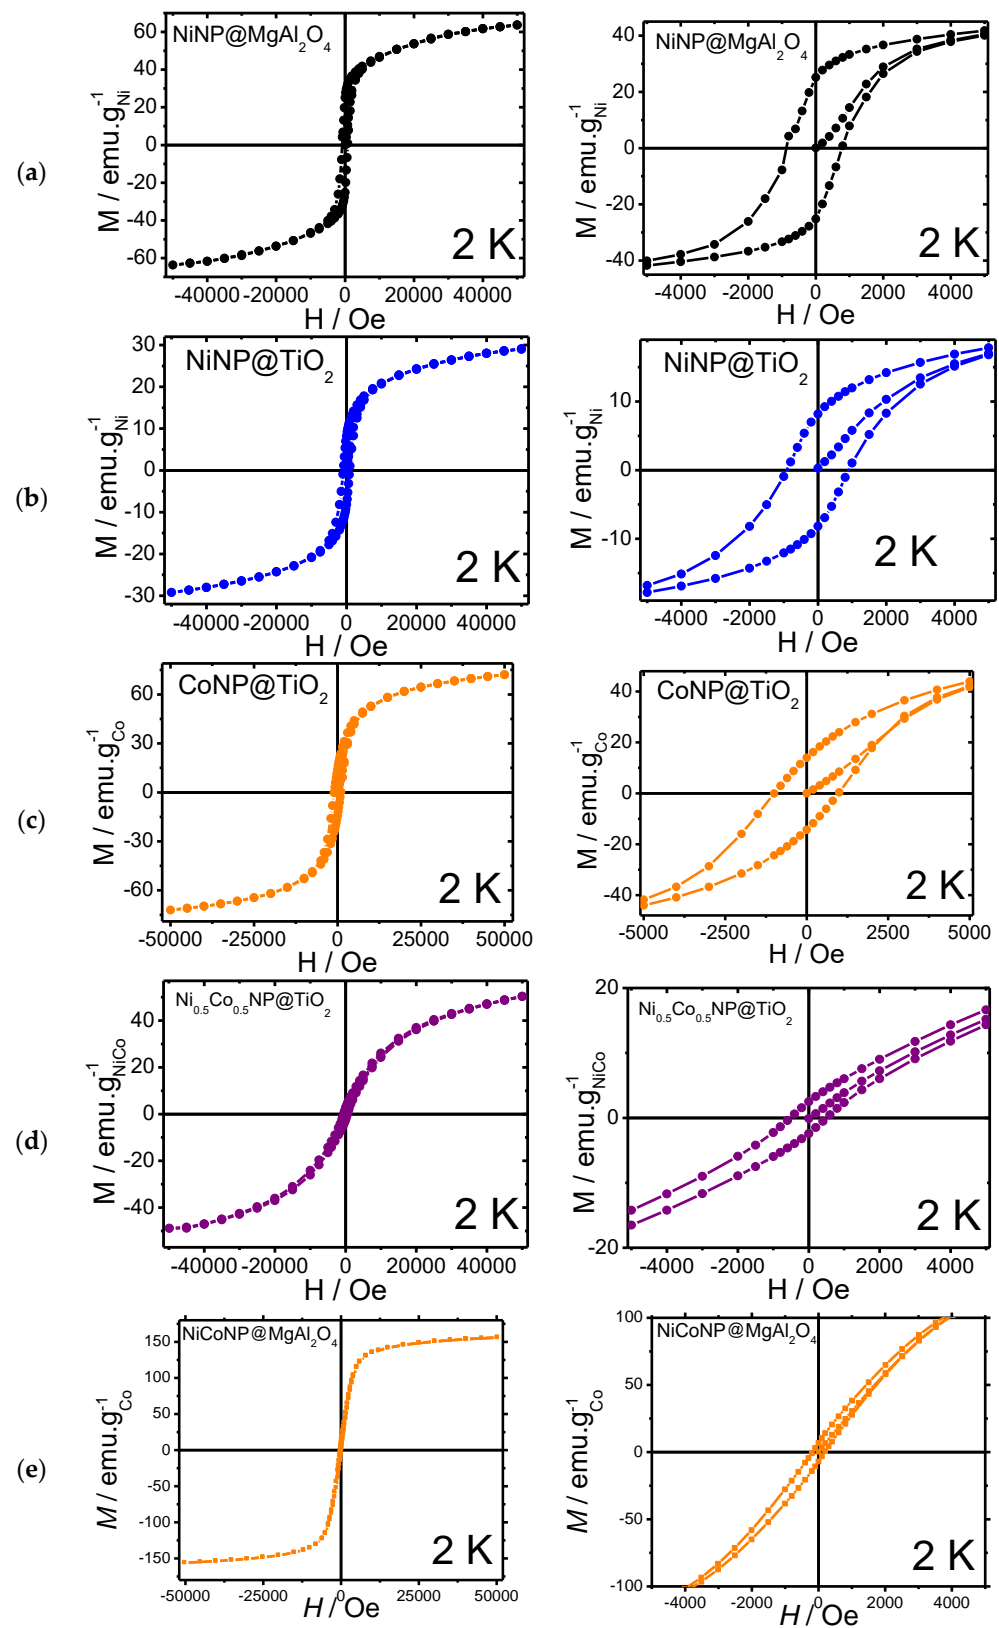 (a)
NiNP@MgAl2O4
M / emu.g-1Ni
60
40
20
0
-20
-40
-60
2 K
-40000 -20000 0 20000 40000
H / Oe
NiNP@MgAl2O4
M / emu.g-1Ni
40
20
0
-20
-40
2 K
-4000 -2000 0 2000 4000
H / Oe
(b)
NiNP@TiO2
M / emu.g-1Ni
30
20
10
0
-10
-20
-30
2 K
-40000 -20000 0 20000 40000
H / Oe
NiNP@TiO2
M / emu.g-1Ni
10
0
-10
2 K
-4000 -2000 0 2000 4000
H / Oe
(c)
CoNP@TiO2
M / emu.g-1Co
60
30
0
-30
-60
2 K
-50000 -25000 0 25000 50000
H / Oe
CoNP@TiO2
M / emu.g-1Co
40
20
0
-20
-40
2 K
-5000 -2500 0 2500 5000
H / Oe
(d)
Ni0.5Co0.5NP@TiO2
M / emu.g-1NiCo
40
20
0
-20
-40
2 K
-40000 -20000 0 20000 40000
H / Oe
Ni0.5Co0.5NP@TiO2
M / emu.g-1NiCo
20
0
-20
2 K
-4000 -2000 0 2000 4000
H / Oe
(e)
NiCoNP@MgAl2O4
M / emu.g-1Co
150
100
50
0
-50
-100
-150
2 K
-50000 -25000 0 25000 50000
H / Oe
NiCoNP@MgAl2O4
M / emu.g-1Co
100
50
0
-50
-100
2 K
-4000 -2000 0 2000 4000
H / Oe